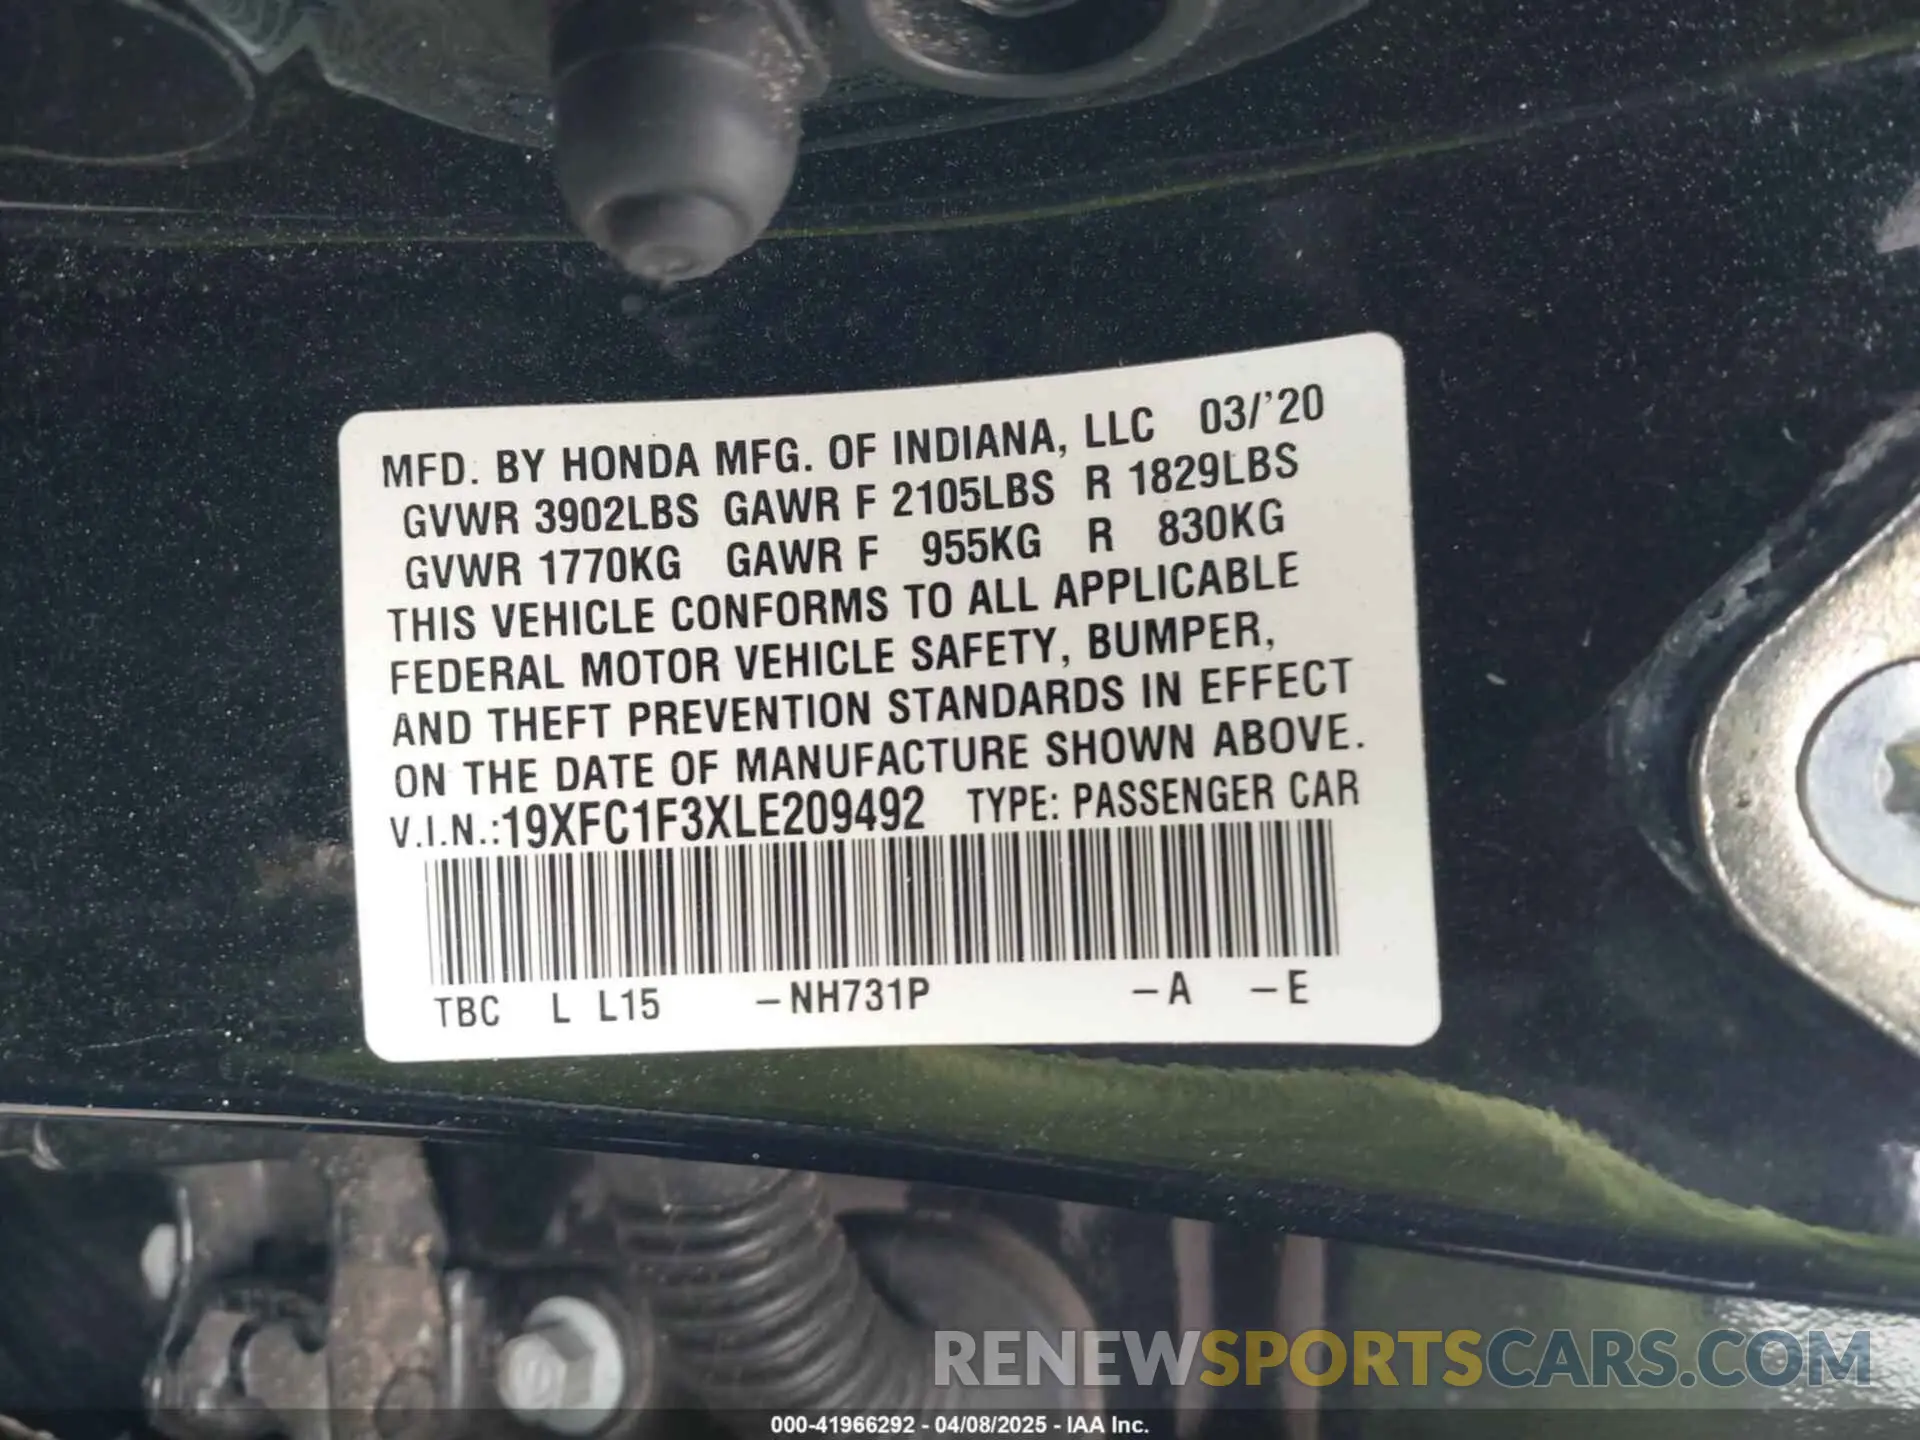 MFD. BY HONDA MFG. OF INDIANA, LLC 03/'20
GVWR 3902LBS GAWR F 2105LBS R 1829LBS
GVWR 1770KG GAWR F 955KG R 830KG
THIS VEHICLE CONFORMS TO ALL APPLICABLE
FEDERAL MOTOR VEHICLE SAFETY, BUMPER,
AND THEFT PREVENTION STANDARDS IN EFFECT
ON THE DATE OF MANUFACTURE SHOWN ABOVE.
V.I.N.:19XFC1F3XLE209492 TYPE: PASSENGER CAR
TBC L L15 -NH731P -A -E
RENEWSPORTSCARS.COM
000-41966292 - 04/08/2025 - IAA Inc.